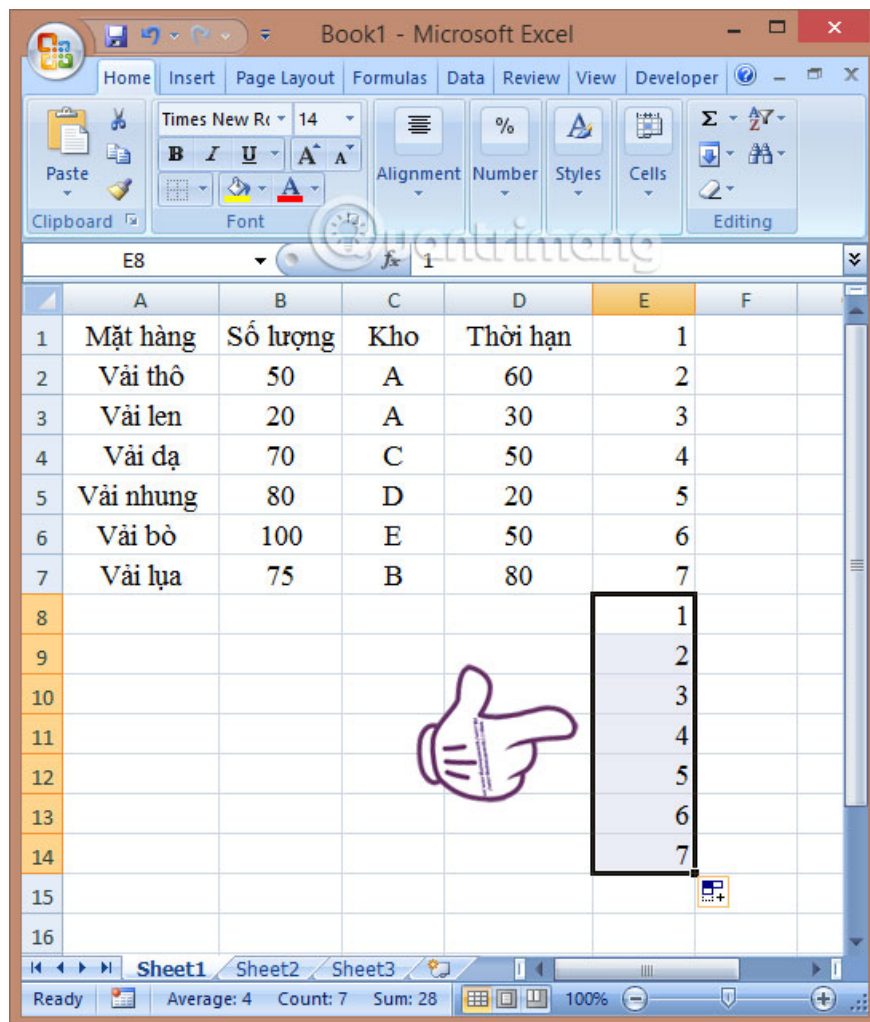 Book1 - Microsoft Excel
Home Insert Page Layout Formulas Data Review View Developer
Times New Ro 14
B I U A A % A Σ A Z
Paste Alignment Number Styles Cells
Clipboard Font Editing
Quantrimang
E8 fx 1
A B C D E F
1 Mặt hàng Số lượng Kho Thời hạn 1
2 Vải thô 50 A 60 2
3 Vải len 20 A 30 3
4 Vải dạ 70 C 50 4
5 Vải nhung 80 D 20 5
6 Vải bò 100 E 50 6
7 Vải lụa 75 B 80 7
8 1
9 2
10 3
11 4
12 5
13 6
14 7
15
16
Sheet1 Sheet2 Sheet3
Ready Average: 4 Count: 7 Sum: 28 100%